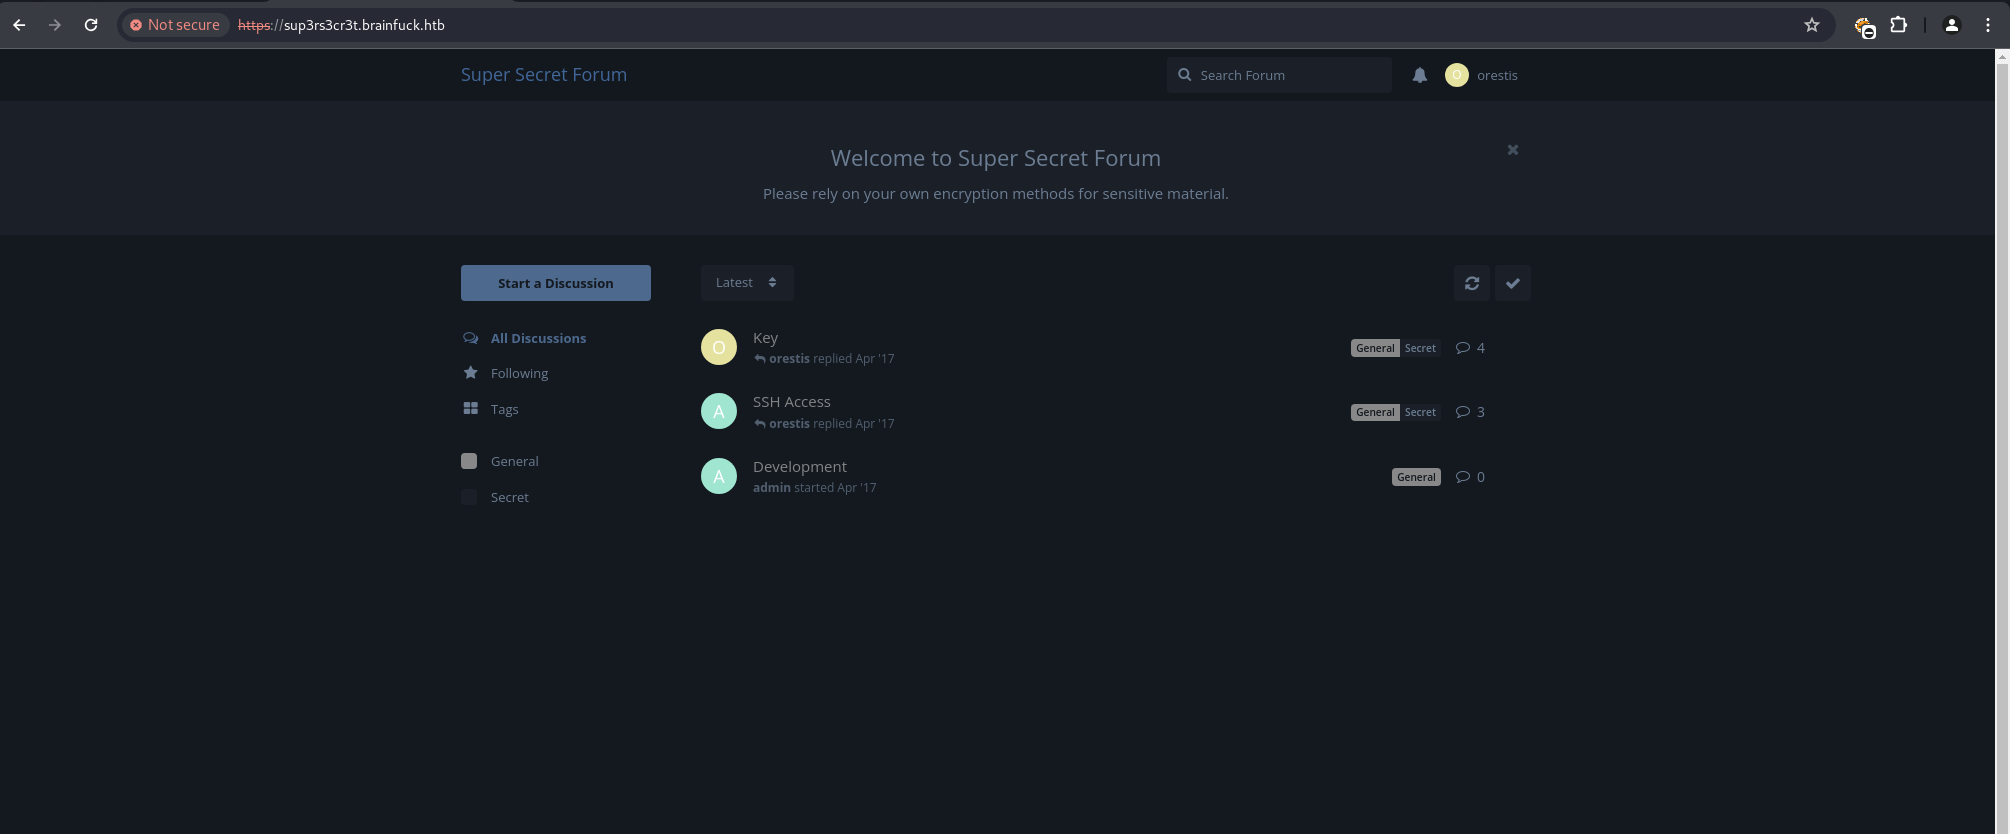 Not secure https://sup3rs3cr3t.brainfuck.htb
Super Secret Forum
Search Forum
O orestis
Welcome to Super Secret Forum
Please rely on your own encryption methods for sensitive material.
Start a Discussion
Latest
All Discussions
Following
Tags
General
Secret
O Key General Secret 4
orestis replied Apr '17
A SSH Access General Secret 3
orestis replied Apr '17
A Development General 0
admin started Apr '17